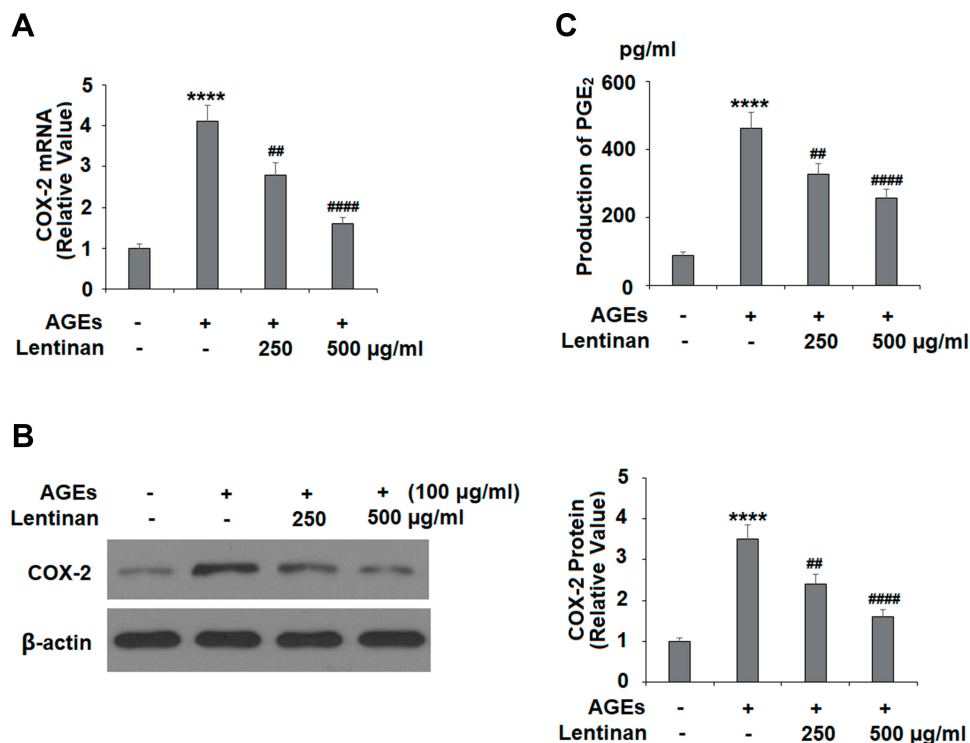 A
5
4
3
2
1
0
COX-2 mRNA
(Relative Value)
****
##
####
AGEs - + + +
Lentinan - - 250 500 µg/ml
C
pg/ml
600
400
200
0
Production of PGE2
****
##
####
AGEs - + + +
Lentinan - - 250 500 µg/ml
B
AGEs - + + + (100 µg/ml)
Lentinan - - 250 500 µg/ml
COX-2
β-actin
5
4
3
2
1
0
COX-2 Protein
(Relative Value)
****
##
####
AGEs - + + +
Lentinan - - 250 500 µg/ml